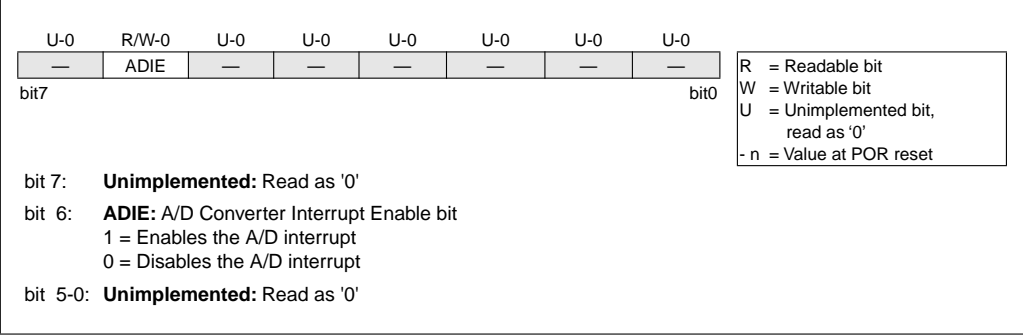 U-0 R/W-0 U-0 U-0 U-0 U-0 U-0 U-0
— ADIE — — — — — —
bit7 bit0
R = Readable bit
W = Writable bit
U = Unimplemented bit,
read as ‘0’
- n = Value at POR reset
bit 7: Unimplemented: Read as '0'
bit 6: ADIE: A/D Converter Interrupt Enable bit
1 = Enables the A/D interrupt
0 = Disables the A/D interrupt
bit 5-0: Unimplemented: Read as '0'